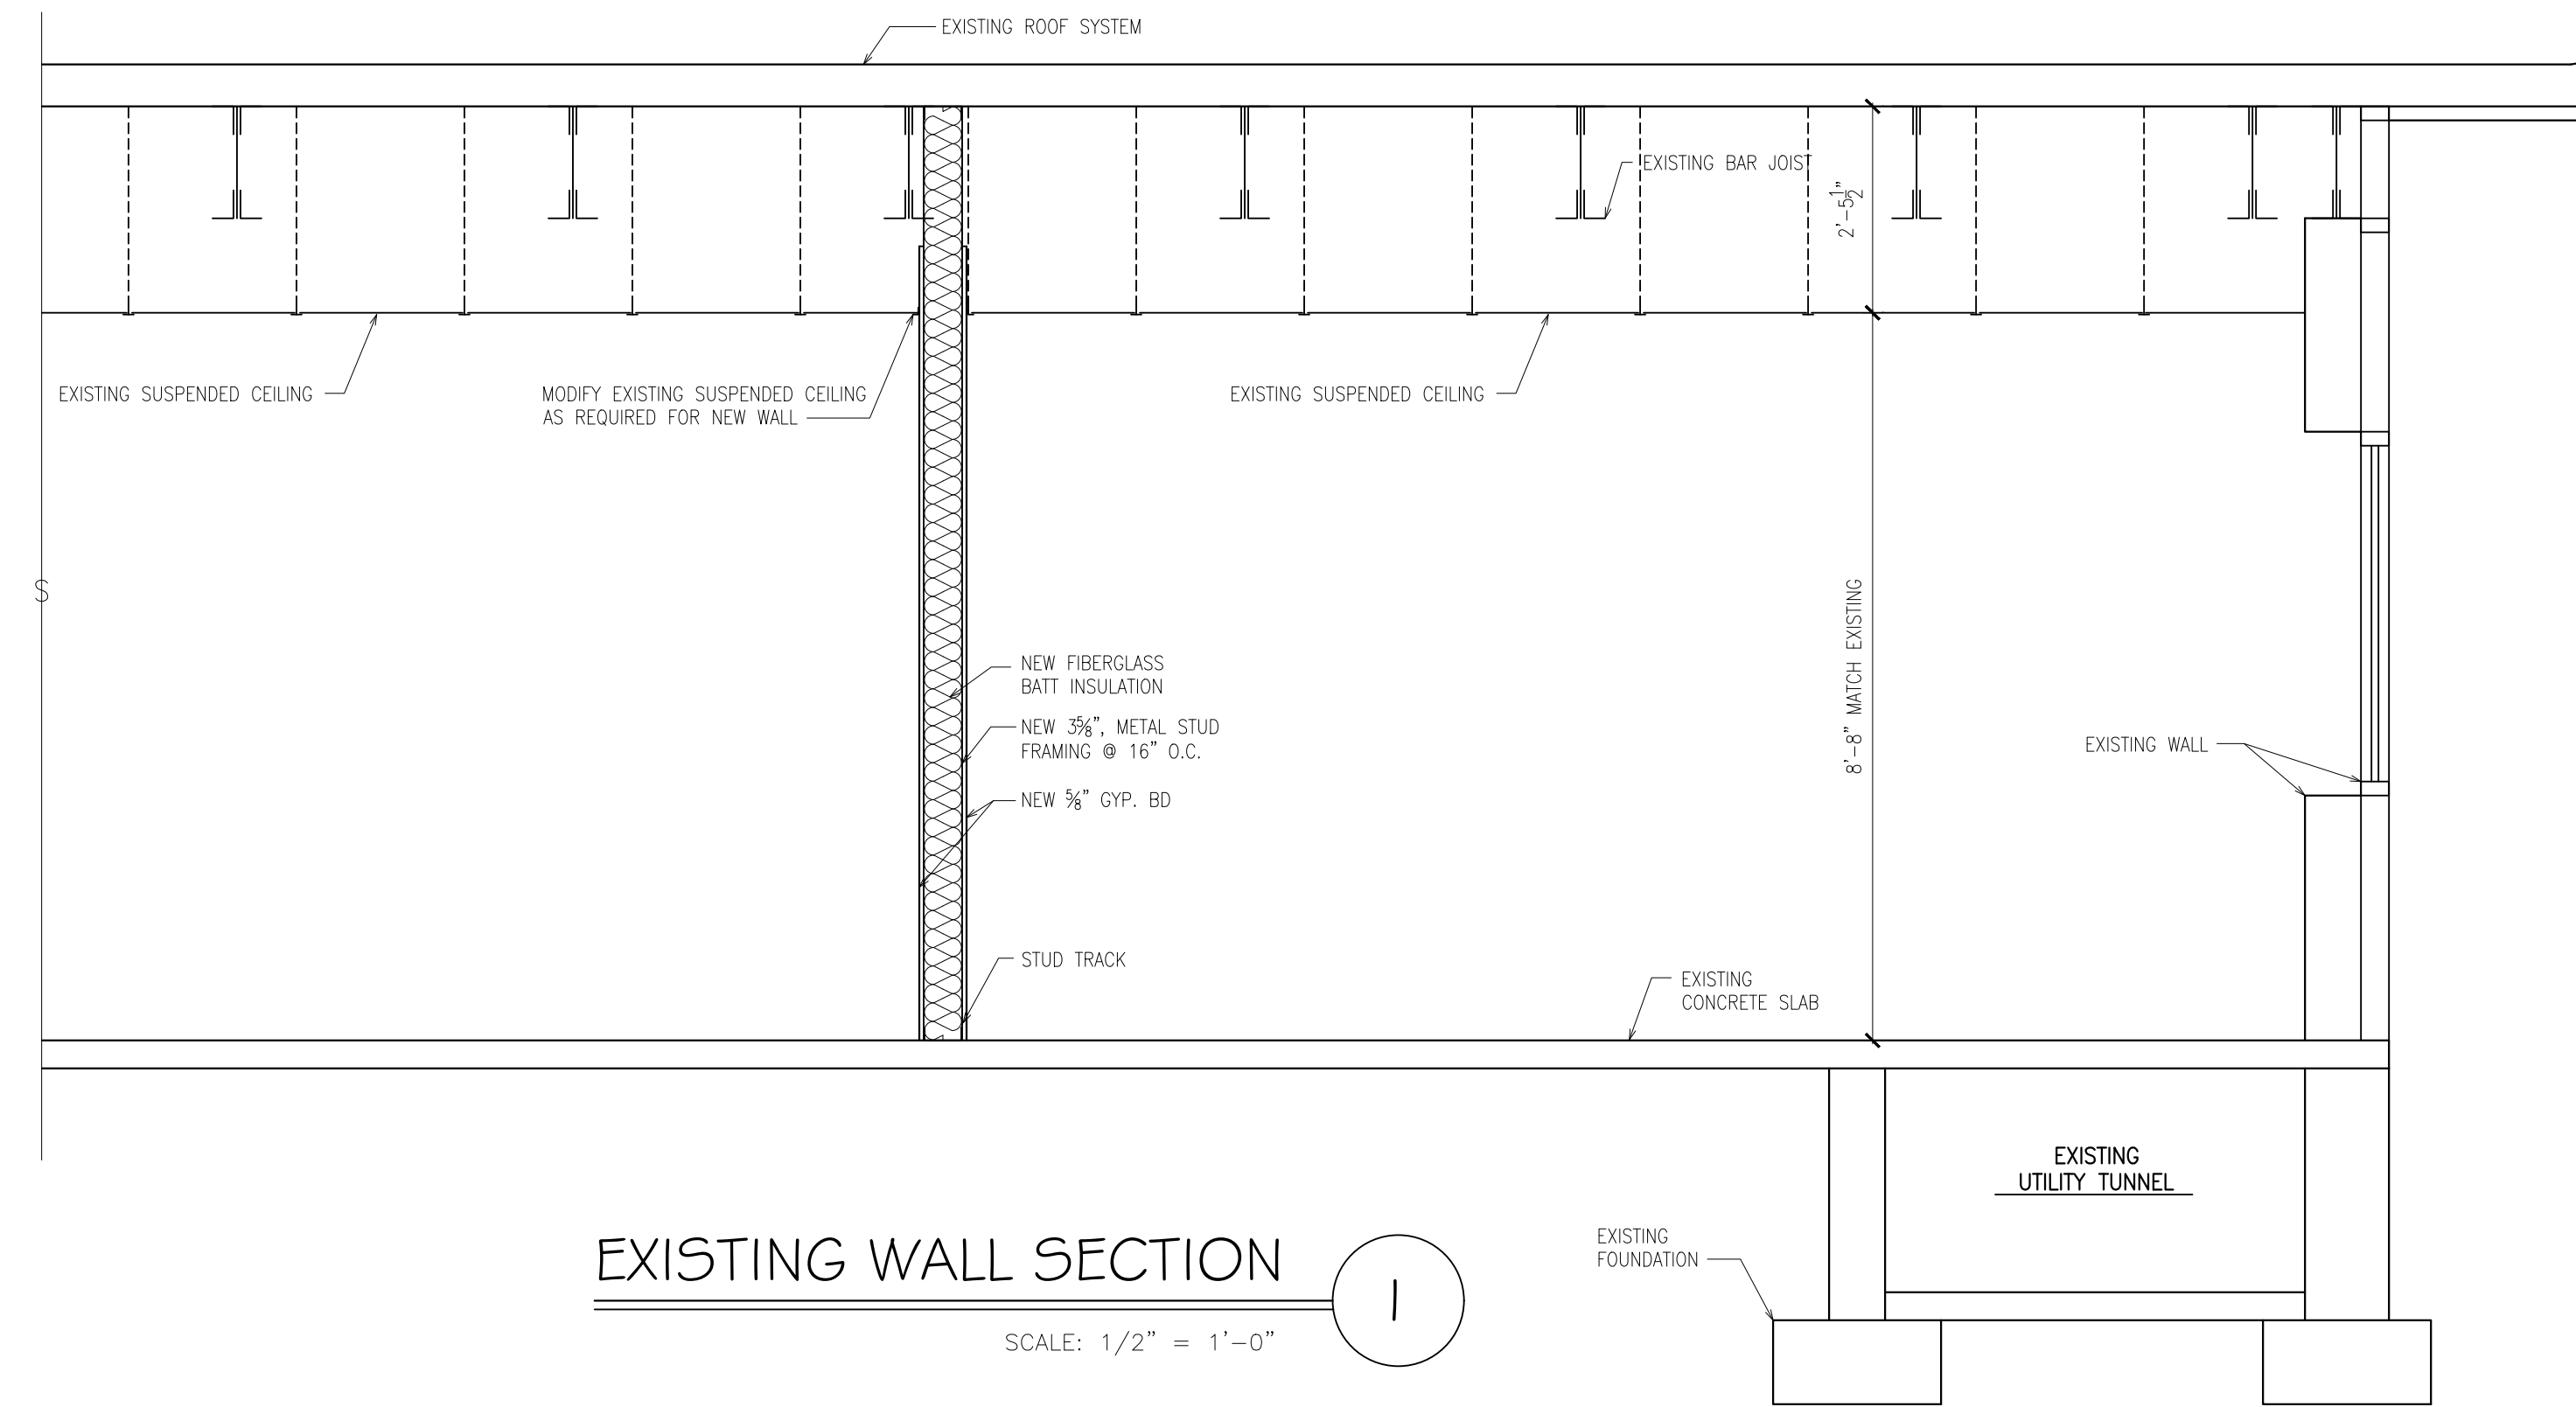 EXISTING ROOF SYSTEM
EXISTING BAR JOIST
2'-5 1/2"
EXISTING SUSPENDED CEILING
MODIFY EXISTING SUSPENDED CEILING
AS REQUIRED FOR NEW WALL
EXISTING SUSPENDED CEILING
S
8'-8" MATCH EXISTING
NEW FIBERGLASS
BATT INSULATION
NEW 3⅝", METAL STUD
FRAMING @ 16" O.C.
EXISTING WALL
NEW ⅝" GYP. BD
STUD TRACK
EXISTING
CONCRETE SLAB
EXISTING
UTILITY TUNNEL
EXISTING
FOUNDATION
EXISTING WALL SECTION
1
SCALE: 1/2" = 1'-0"